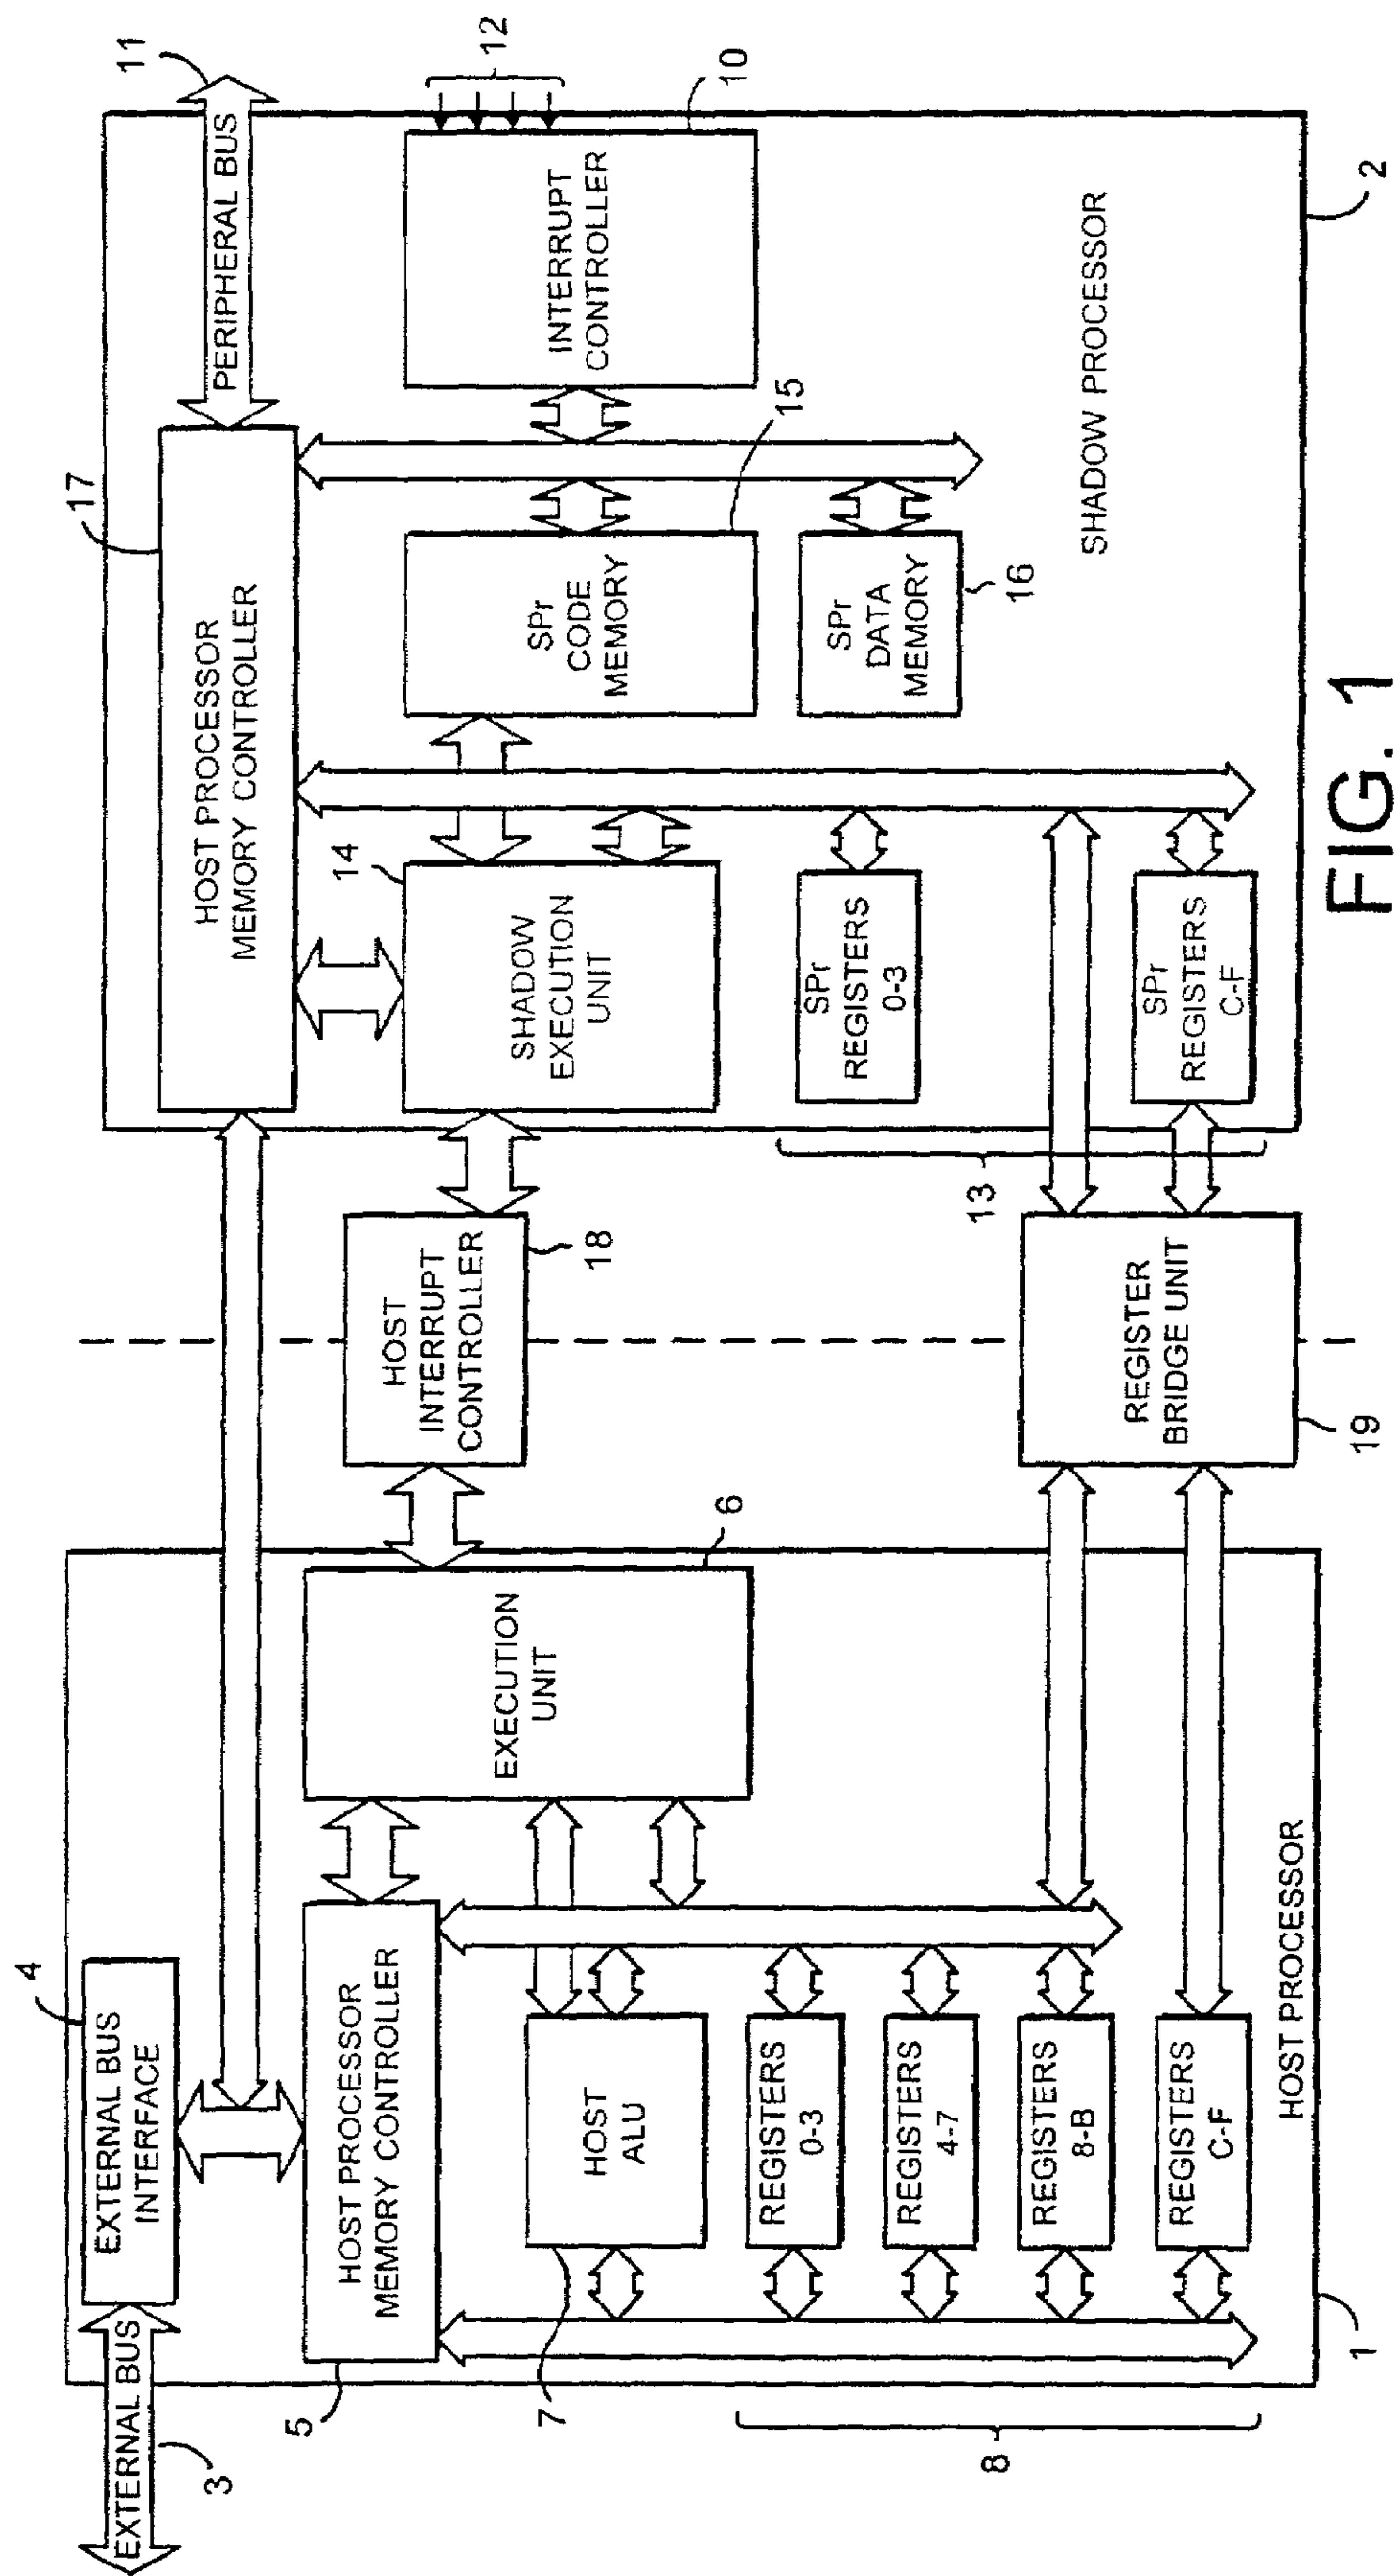 EXTERNAL BUS
3
EXTERNAL BUS
INTERFACE
4
HOST PROCESSOR
MEMORY CONTROLLER
5
EXECUTION
UNIT
6
HOST
ALU
7
REGISTERS
0-3
REGISTERS
4-7
REGISTERS
8-B
REGISTERS
C-F
8
HOST PROCESSOR
1
HOST
INTERRUPT
CONTROLLER
18
REGISTER
BRIDGE UNIT
19
HOST PROCESSOR
MEMORY CONTROLLER
17
PERIPHERAL BUS
11
SHADOW
EXECUTION
UNIT
14
SPr
CODE
MEMORY
15
INTERRUPT
CONTROLLER
10
12
SPr
REGISTERS
0-3
SPr
DATA
MEMORY
16
SPr
REGISTERS
C-F
13
SHADOW PROCESSOR
2
FIG. 1